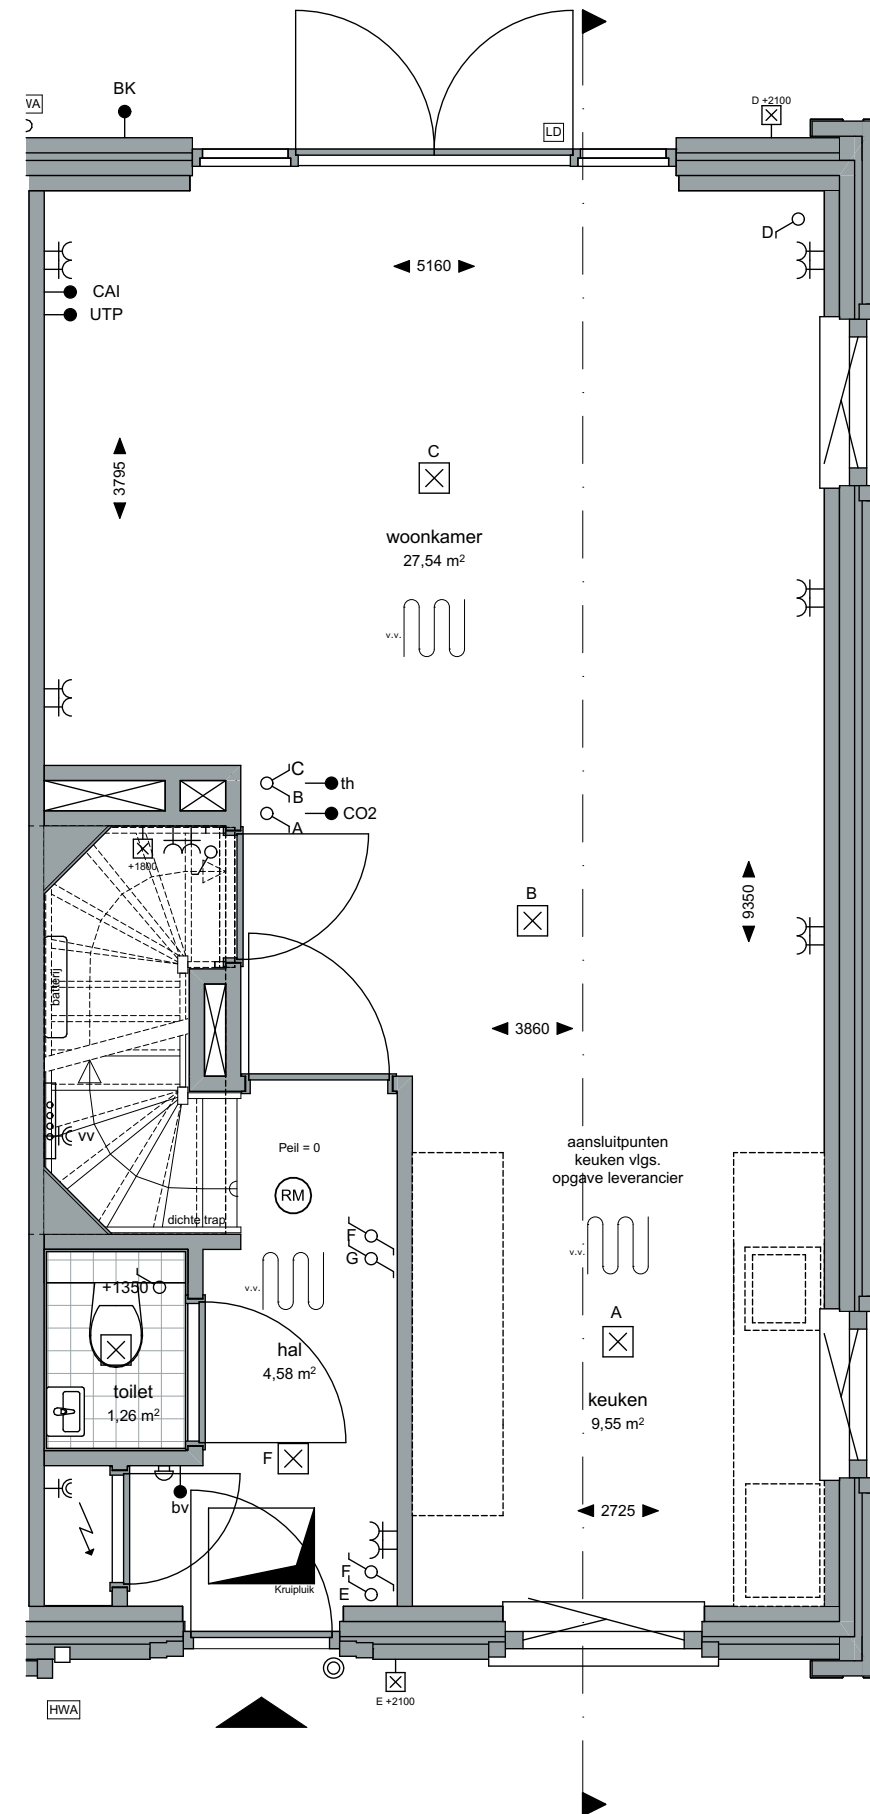 BK
WA
D +2100
LD
D
5160
CAI
UTP
C
3795
woonkamer
27,54 m²
v.v.
C
th
B
CO2
A
+1800
B
9350
batterij
3860
vv
Peil = 0
aansluitpunten
keuken vlgs.
opgave leverancier
RM
dichte trap
F
G
v.v.
v.v.
+1350
A
hal
4,58 m²
toilet
1,26 m²
keuken
9,55 m²
F
bv
2725
F
Kruipluik
E
E +2100
HWA